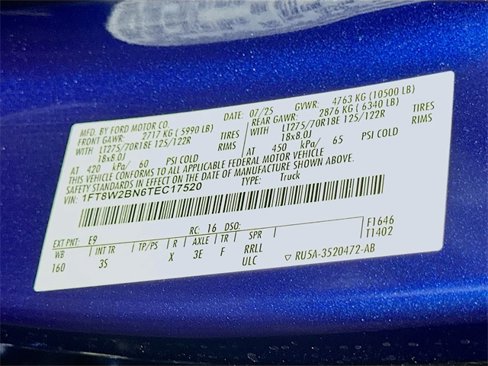 MFD. BY FORD MOTOR CO. DATE: 07/25 GVWR: 4763 KG (10500 LB)
FRONT GAWR: 2717 KG ( 5990 LB) REAR GAWR: 2876 KG ( 6340 LB)
WITH LT275/70R18E 125/122R TIRES WITH LT275/70R18E 125/122R TIRES
18x8.0J RIMS 18x8.0J RIMS
AT 420 kPa/ 60 PSI COLD AT 450 kPa/ 65 PSI COLD
THIS VEHICLE CONFORMS TO ALL APPLICABLE FEDERAL MOTOR VEHICLE
SAFETY STANDARDS IN EFFECT ON THE DATE OF MANUFACTURE SHOWN ABOVE.
VIN: 1FT8W2BN6TEC17520 TYPE: Truck
F1646
T1402
EXT PNT: E9 RC: 16 DSO:
WB INT TR TP/PS R AXLE TR SPR
160 3S X 3E F RRLL
ULC ▽ RU5A-3520472-AB